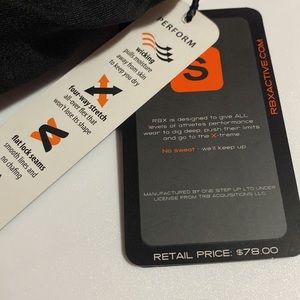 PERFORM
wicking
pulls moisture
away from skin
to keep you dry
four-way stretch
all-over flex that
won't lose its shape
flat lock seams
smooth lines and
no chafing
S
RBXACTIVE.COM
RBX is designed to give ALL
levels of athletes performance
wear to dig deep, push their limits
and go to the X-treme.
No sweat - we'll keep up
MANUFACTURED BY ONE STEP UP LTD UNDER
LICENSE FROM TRB ACQUISITIONS LLC.
RETAIL PRICE: $78.00